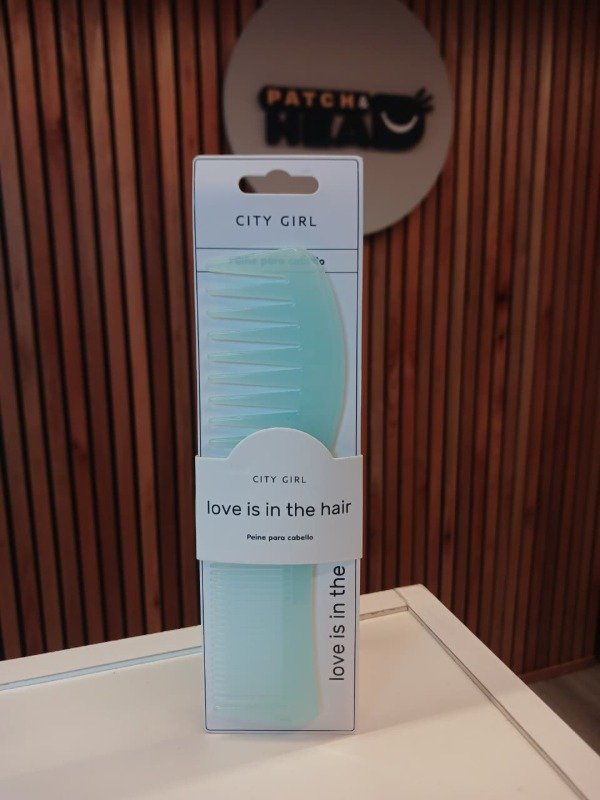 PATCH&
HEAD
CITY GIRL
Peine para cabello
CITY GIRL
love is in the hair
Peine para cabello
love is in the